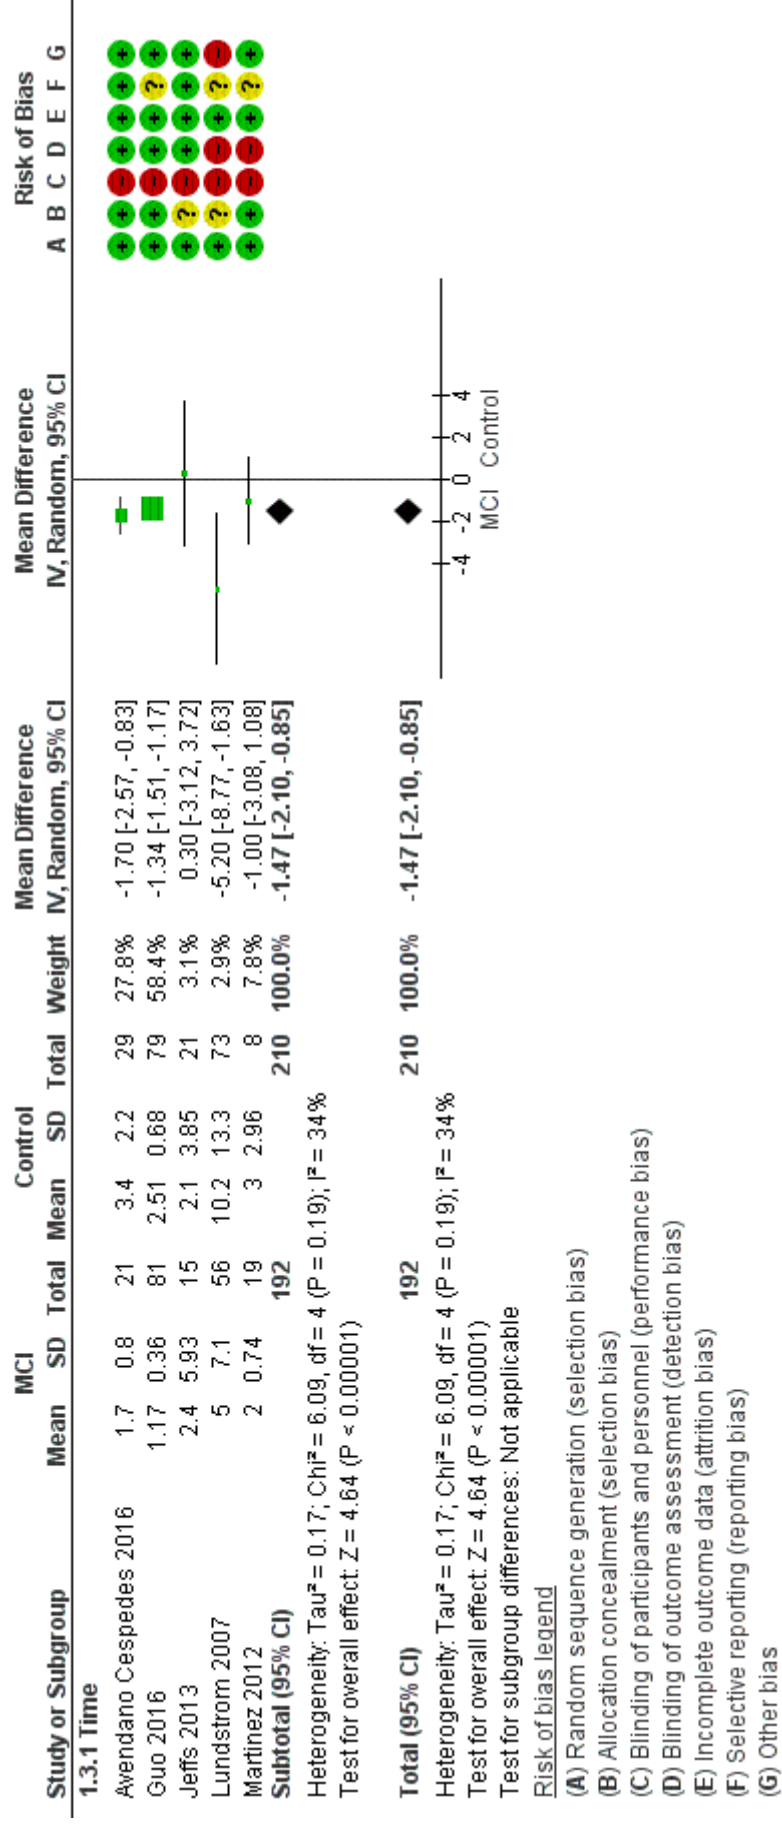 MCI Control Mean Difference Mean Difference Risk of Bias
Study or Subgroup Mean SD Total Mean SD Total Weight IV, Random, 95% CI IV, Random, 95% CI A B C D E F G
1.3.1 Time
Avendano Cespedes 2016 1.7 0.8 21 3.4 2.2 29 27.8% -1.70 [-2.57, -0.83] + + - + + + +
Guo 2016 1.17 0.36 81 2.51 0.68 79 58.4% -1.34 [-1.51, -1.17] + + - + + ? +
Jeffs 2013 2.4 5.93 15 2.1 3.85 21 3.1% 0.30 [-3.12, 3.72] + ? - + + + +
Lundstrom 2007 5 7.1 56 10.2 13.3 73 2.9% -5.20 [-8.77, -1.63] + ? - - + ? -
Martinez 2012 2 0.74 19 3 2.96 8 7.8% -1.00 [-3.08, 1.08] + + - - + ? +
Subtotal (95% CI) 192 210 100.0% -1.47 [-2.10, -0.85]
Heterogeneity: Tau² = 0.17; Chi² = 6.09, df = 4 (P = 0.19); I² = 34%
Test for overall effect: Z = 4.64 (P < 0.00001)
Total (95% CI) 192 210 100.0% -1.47 [-2.10, -0.85]
Heterogeneity: Tau² = 0.17; Chi² = 6.09, df = 4 (P = 0.19); I² = 34%
Test for overall effect: Z = 4.64 (P < 0.00001)
Test for subgroup differences: Not applicable
-4 -2 0 2 4
MCI Control
Risk of bias legend
(A) Random sequence generation (selection bias)
(B) Allocation concealment (selection bias)
(C) Blinding of participants and personnel (performance bias)
(D) Blinding of outcome assessment (detection bias)
(E) Incomplete outcome data (attrition bias)
(F) Selective reporting (reporting bias)
(G) Other bias